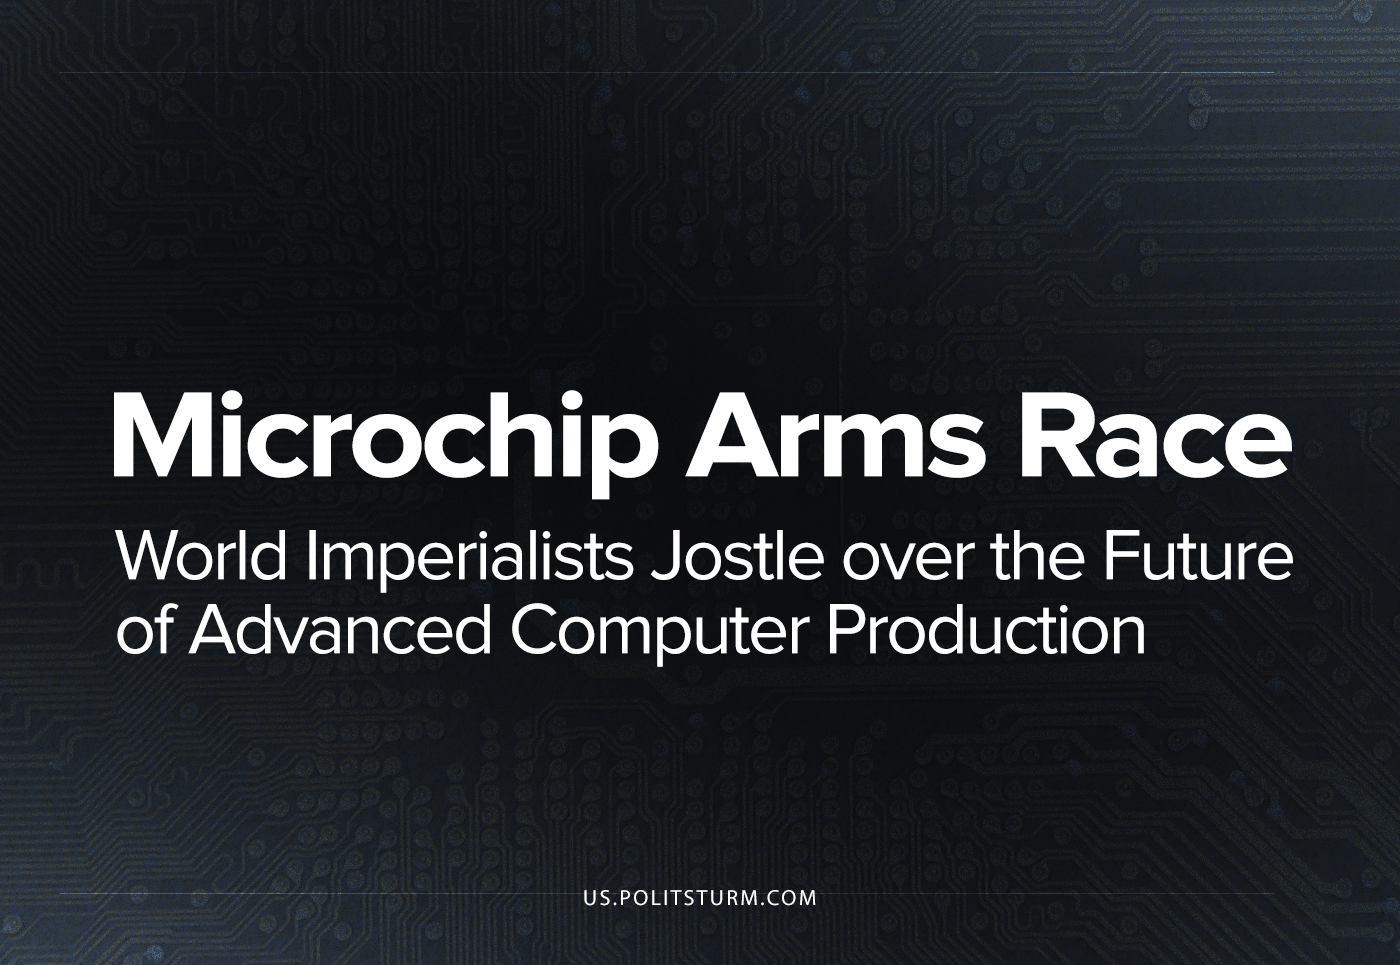 Microchip Arms Race
World Imperialists Jostle over the Future
of Advanced Computer Production
US.POLITSTURM.COM